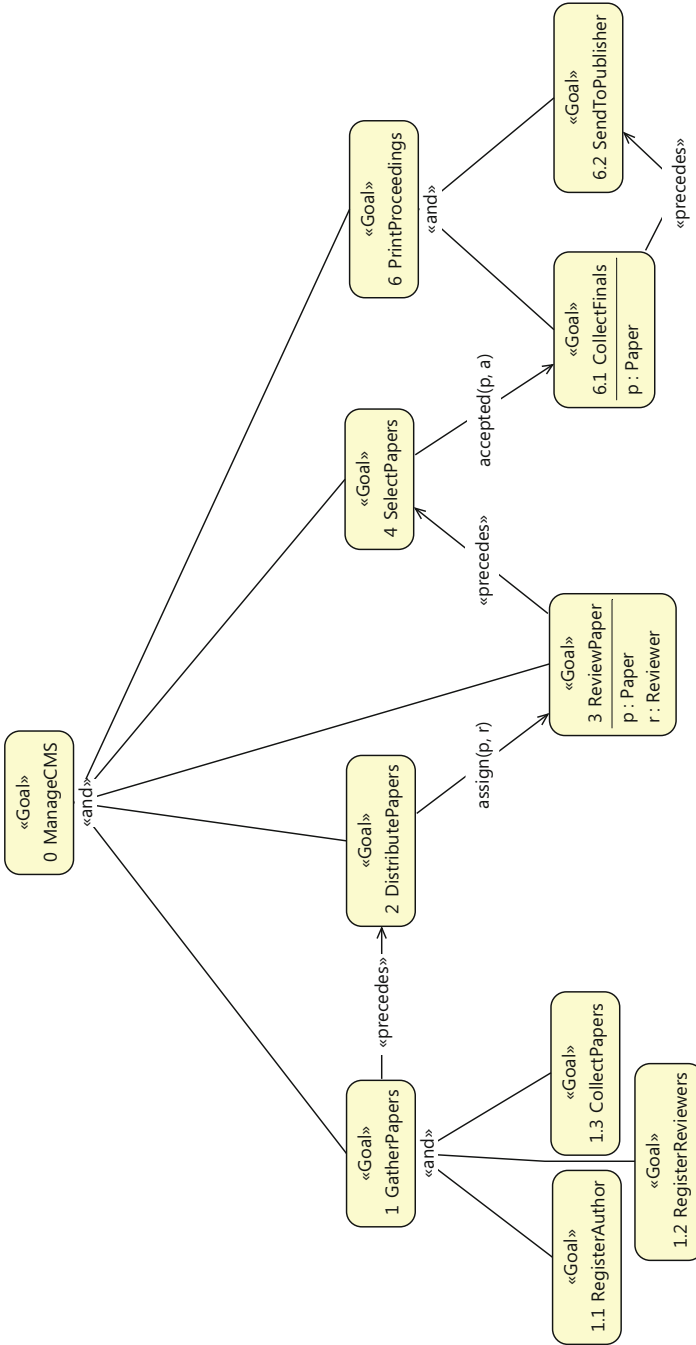 «Goal»
0 ManageCMS
«and»
«Goal»
1 GatherPapers
«and»
«precedes»
«Goal»
2 DistributePapers
assign(p, r)
«Goal»
3 ReviewPaper
p : Paper
r : Reviewer
«precedes»
«Goal»
4 SelectPapers
accepted(p, a)
«Goal»
6 PrintProceedings
«and»
«Goal»
1.1 RegisterAuthor
«Goal»
1.2 RegisterReviewers
«Goal»
1.3 CollectPapers
«Goal»
6.1 CollectFinals
p : Paper
«precedes»
«Goal»
6.2 SendToPublisher